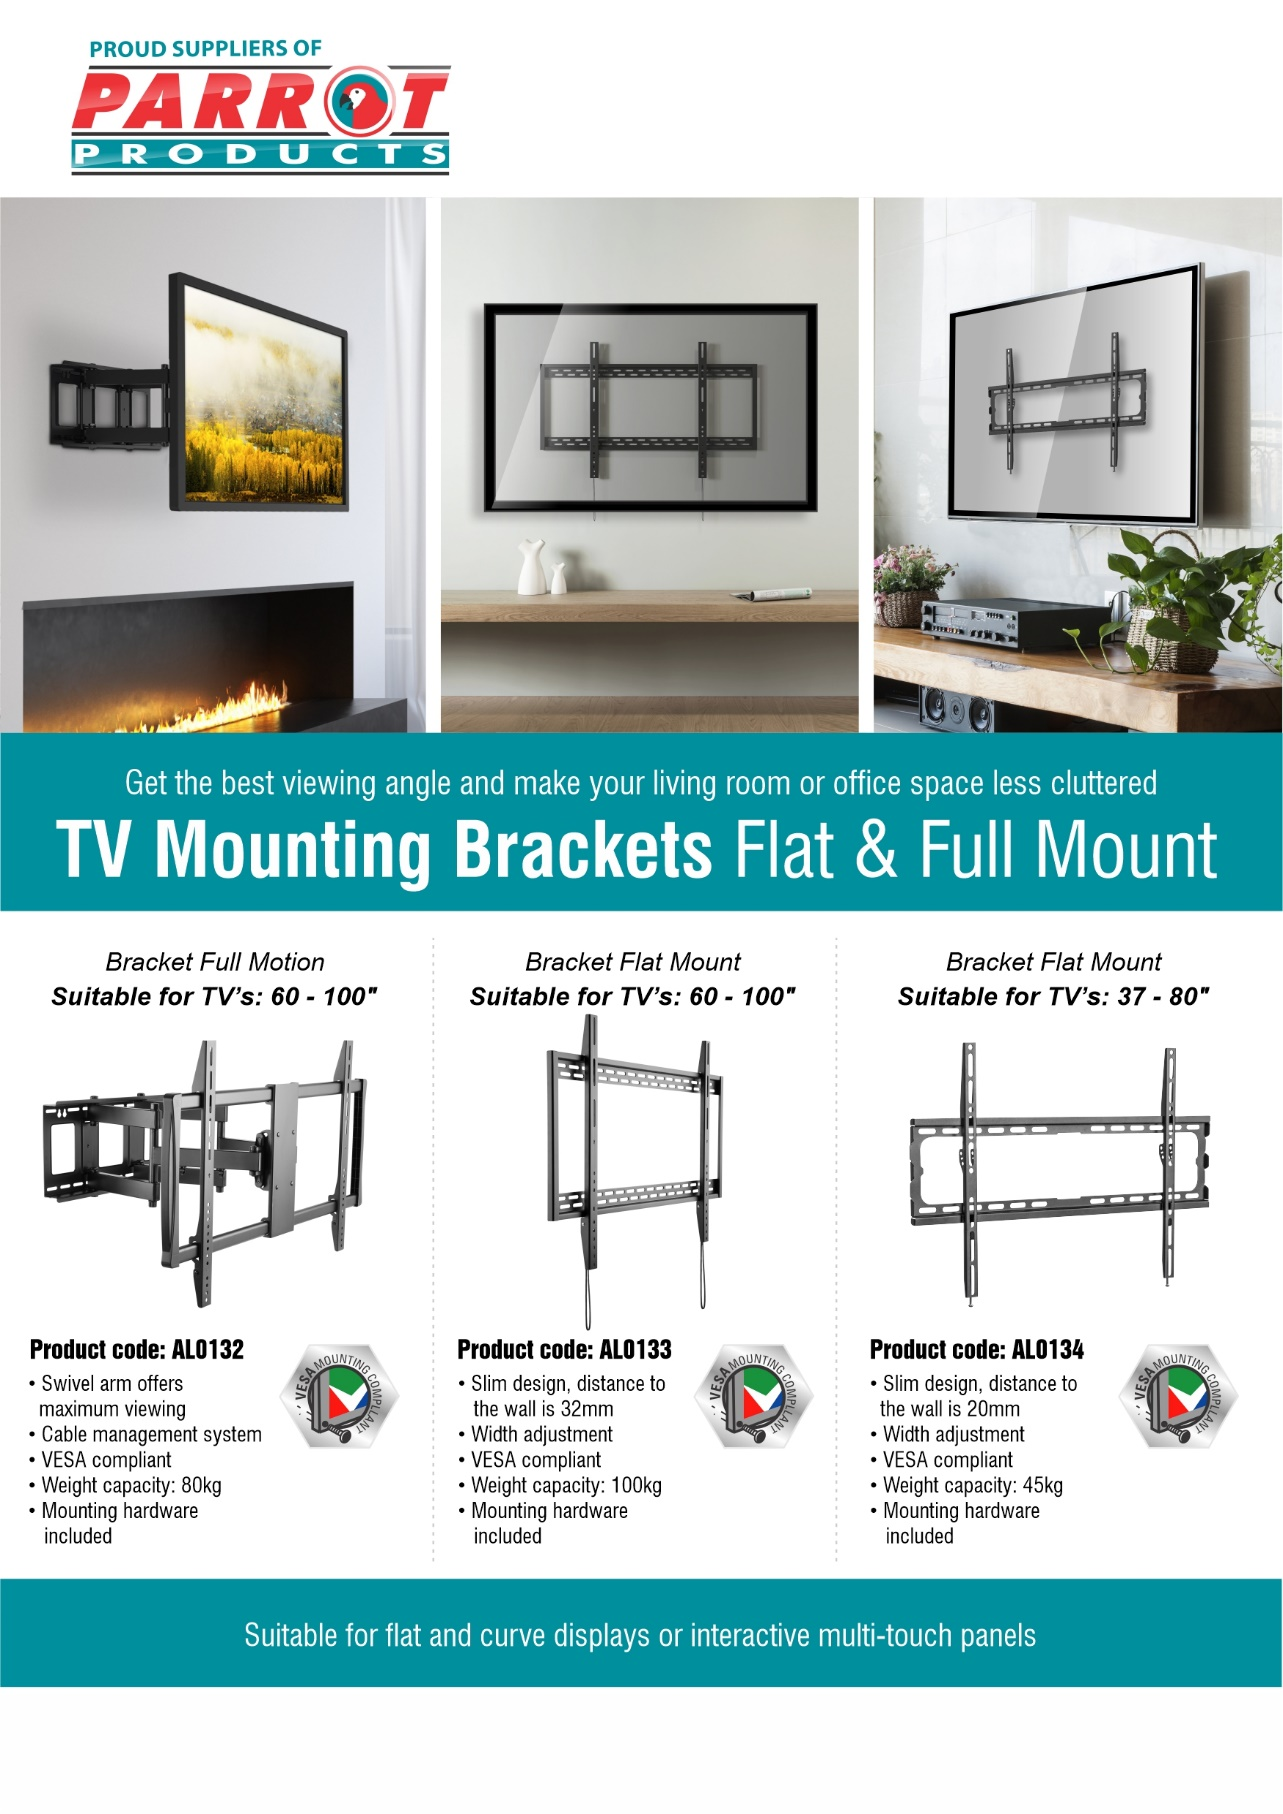 PROUD SUPPLIERS OF
PARROT
PRODUCTS
Get the best viewing angle and make your living room or office space less cluttered
TV Mounting Brackets Flat & Full Mount
Bracket Full Motion
Suitable for TV’s: 60 - 100"
Product code: AL0132
• Swivel arm offers
maximum viewing
• Cable management system
• VESA compliant
• Weight capacity: 80kg
• Mounting hardware
included
VESA MOUNTING COMPLIANT
Bracket Flat Mount
Suitable for TV’s: 60 - 100"
Product code: AL0133
• Slim design, distance to
the wall is 32mm
• Width adjustment
• VESA compliant
• Weight capacity: 100kg
• Mounting hardware
included
VESA MOUNTING COMPLIANT
Bracket Flat Mount
Suitable for TV’s: 37 - 80"
Product code: AL0134
• Slim design, distance to
the wall is 20mm
• Width adjustment
• VESA compliant
• Weight capacity: 45kg
• Mounting hardware
included
VESA MOUNTING COMPLIANT
Suitable for flat and curve displays or interactive multi-touch panels